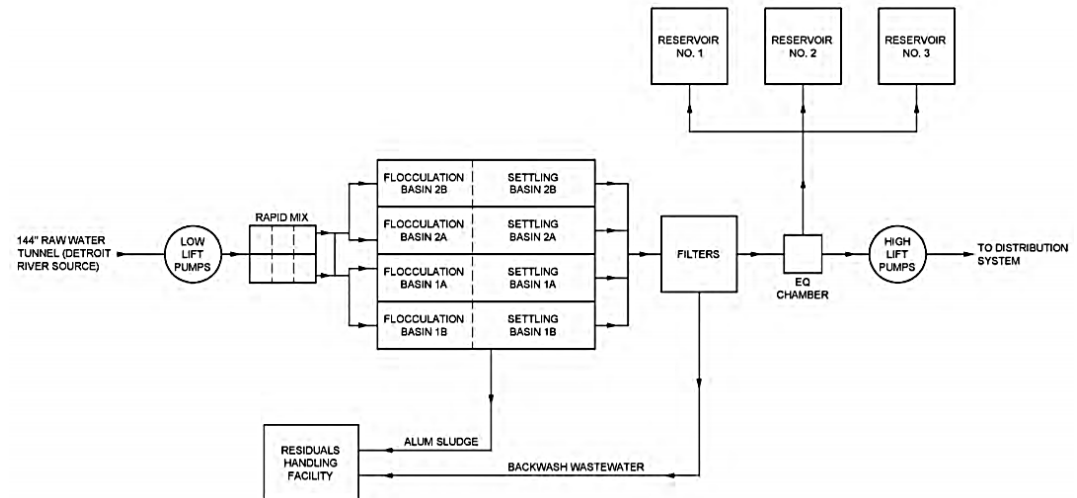 RESERVOIR
NO. 1
RESERVOIR
NO. 2
RESERVOIR
NO. 3
FLOCCULATION
BASIN 2B
SETTLING
BASIN 2B
RAPID MIX
FLOCCULATION
BASIN 2A
SETTLING
BASIN 2A
144" RAW WATER
TUNNEL (DETROIT
RIVER SOURCE)
LOW
LIFT
PUMPS
FLOCCULATION
BASIN 1A
SETTLING
BASIN 1A
FILTERS
EQ
CHAMBER
HIGH
LIFT
PUMPS
TO DISTRIBUTION
SYSTEM
FLOCCULATION
BASIN 1B
SETTLING
BASIN 1B
ALUM SLUDGE
RESIDUALS
HANDLING
FACILITY
BACKWASH WASTEWATER